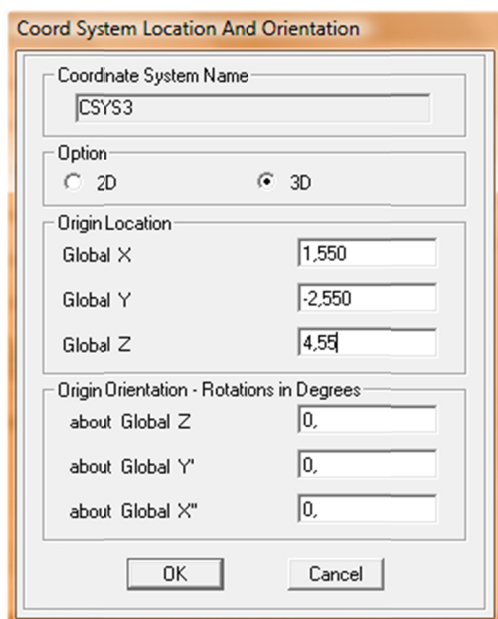 Coord System Location And Orientation
Coordinate System Name
CSYS3
Option
2D 3D
Origin Location
Global X 1,550
Global Y -2,550
Global Z 4,55
Origin Orientation - Rotations in Degrees
about Global Z 0,
about Global Y' 0,
about Global X" 0,
OK Cancel